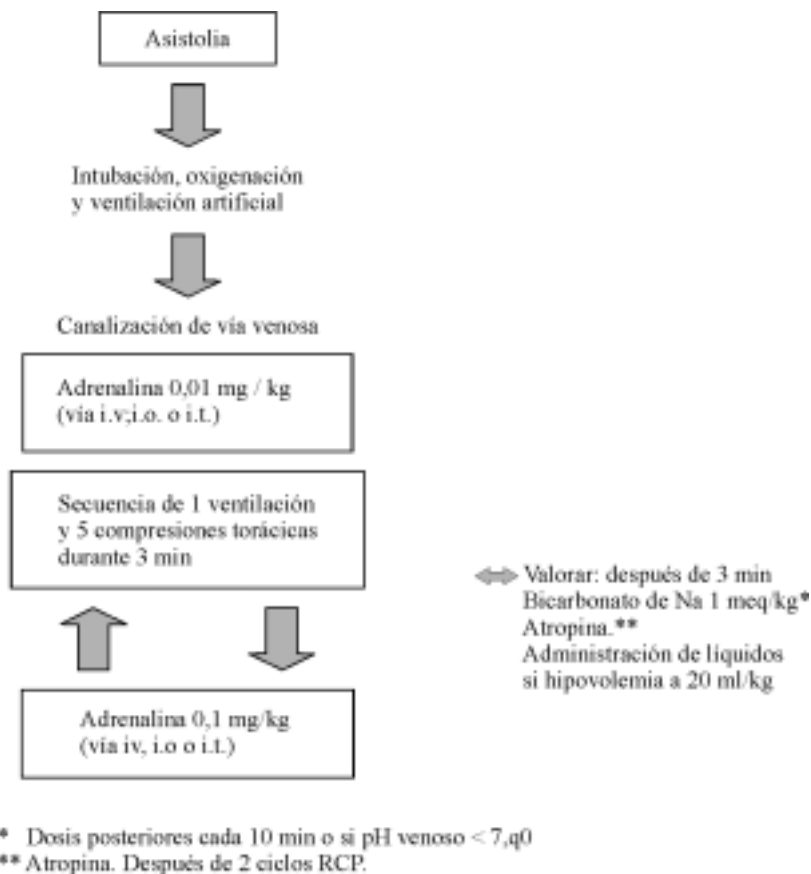 Asistolia
Intubación, oxigenación
y ventilación artificial
Canalización de vía venosa
Adrenalina 0,01 mg / kg
(vía i.v;i.o. o i.t.)
Secuencia de 1 ventilación
y 5 compresiones torácicas
durante 3 min
Valorar: después de 3 min
Bicarbonato de Na 1 meq/kg*
Atropina.**
Administración de líquidos
si hipovolemia a 20 ml/kg
Adrenalina 0,1 mg/kg
(vía iv, i.o o i.t.)
* Dosis posteriores cada 10 min o si pH venoso < 7,q0
** Atropina. Después de 2 ciclos RCP.